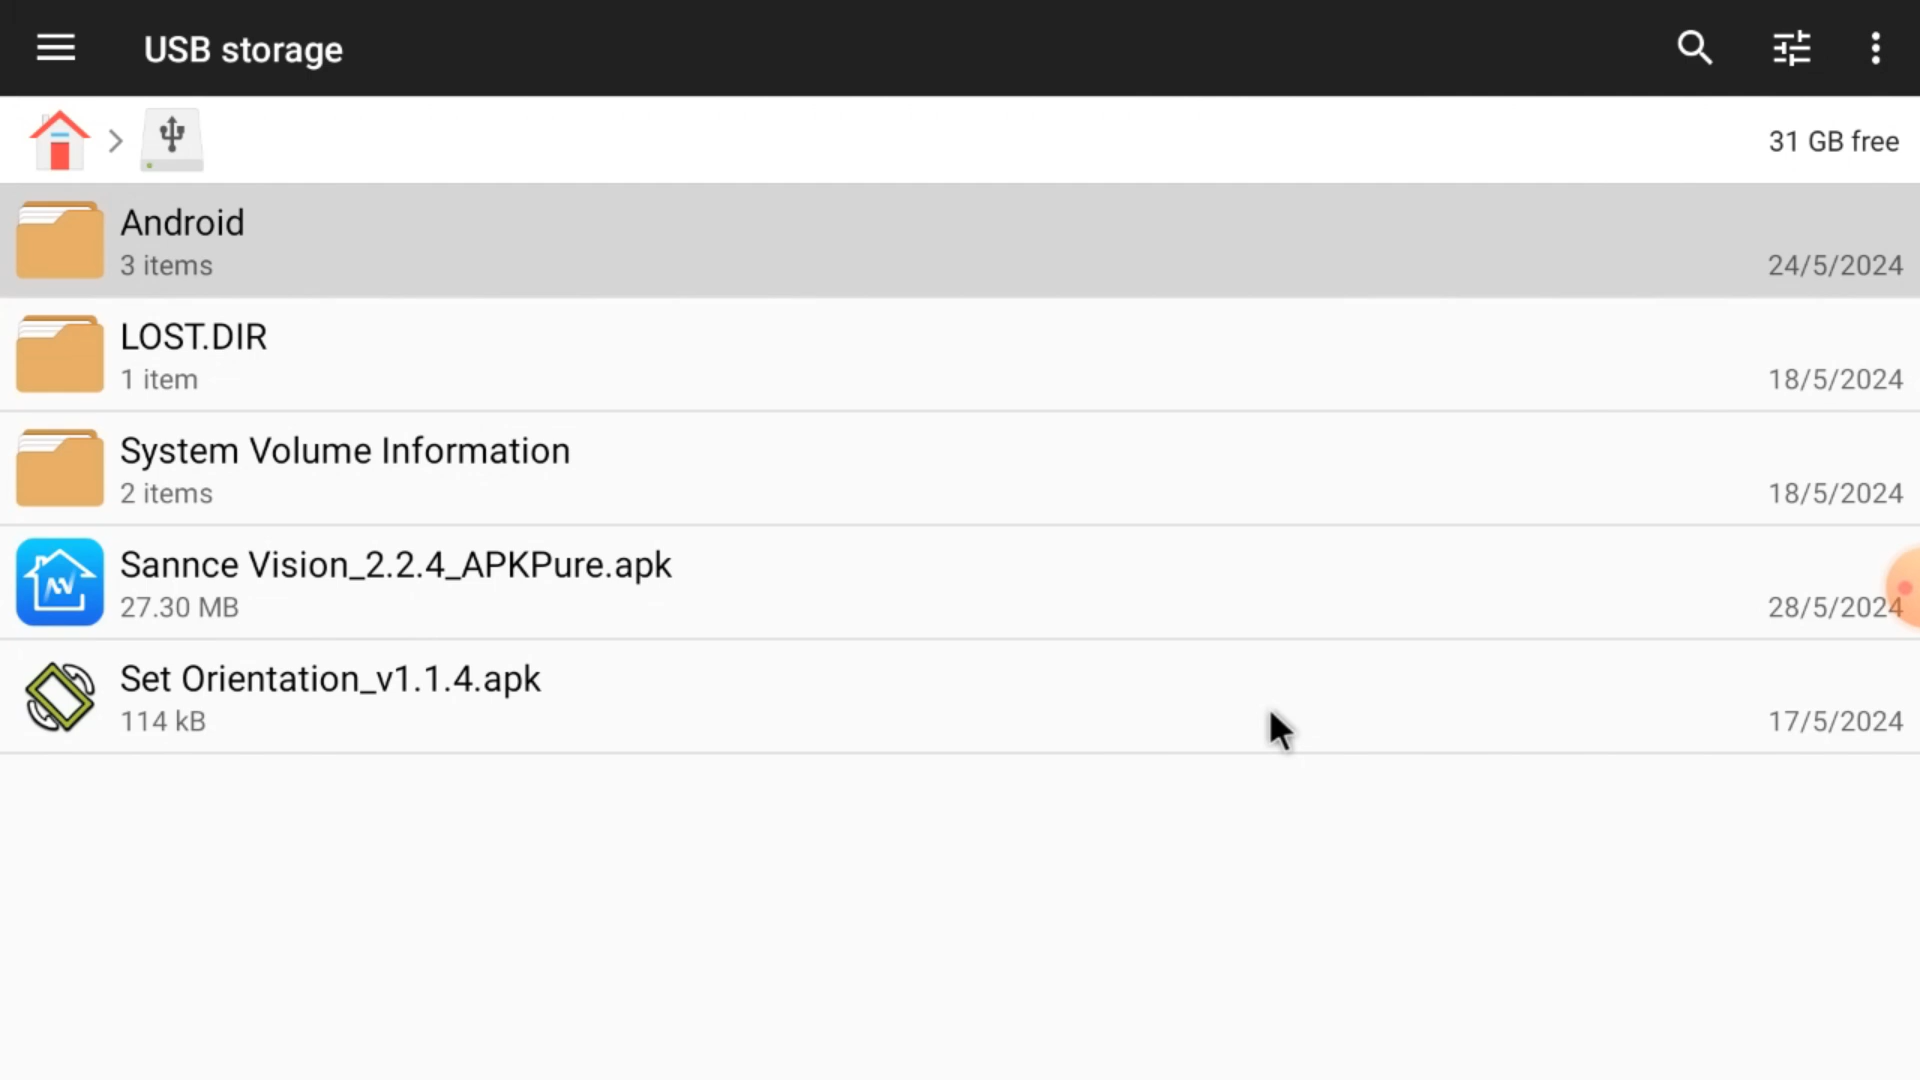 USB storage
31 GB free
Android
3 items
24/5/2024
LOST.DIR
1 item
18/5/2024
System Volume Information
2 items
18/5/2024
Sannce Vision_2.2.4_APKPure.apk
27.30 MB
28/5/2024
Set Orientation_v1.1.4.apk
114 kB
17/5/2024